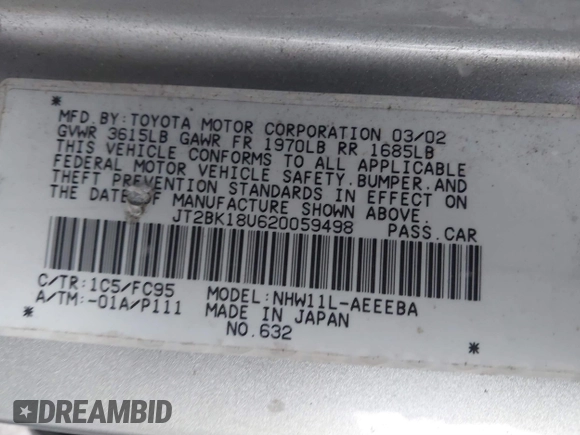 MFD.BY:TOYOTA MOTOR CORPORATION 03/02
GVWR 3615LB GAWR FR 1970LB RR 1685LB
THIS VEHICLE CONFORMS TO ALL APPLICABLE
FEDERAL MOTOR VEHICLE SAFETY.BUMPER.AND
THEFT PREVENTION STANDARDS IN EFFECT ON
THE DATE OF MANUFACTURE SHOWN ABOVE.
JT2BK18U620059498 PASS.CAR
C/TR:1C5/FC95 MODEL:NHW11L-AEEEBA
A/TM:-01A/P111 MADE IN JAPAN
NO.632
DREAMBID